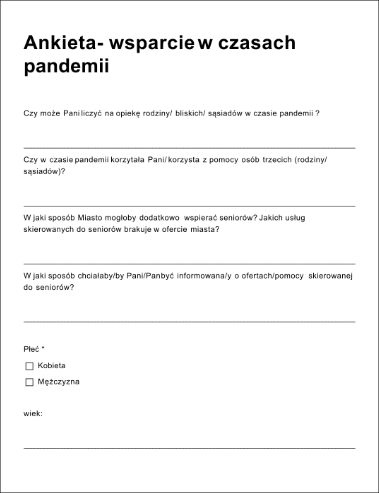 Ankieta- wsparcie w czasach
pandemii
Czy może Pani liczyć na opiekę rodziny/ bliskich/ sąsiadów w czasie pandemii ?
Czy w czasie pandemii korzytała Pani/ korzysta z pomocy osób trzecich (rodziny/
sąsiadów)?
W jaki sposób Miasto mogłoby dodatkowo wspierać seniorów? Jakich usług
skierowanych do seniorów brakuje w ofercie miasta?
W jaki sposób chciałaby/by Pani/Panbyć informowana/y o ofertach/pomocy skierowanej
do seniorów?
Płeć *
Kobieta
Mężczyzna
wiek: